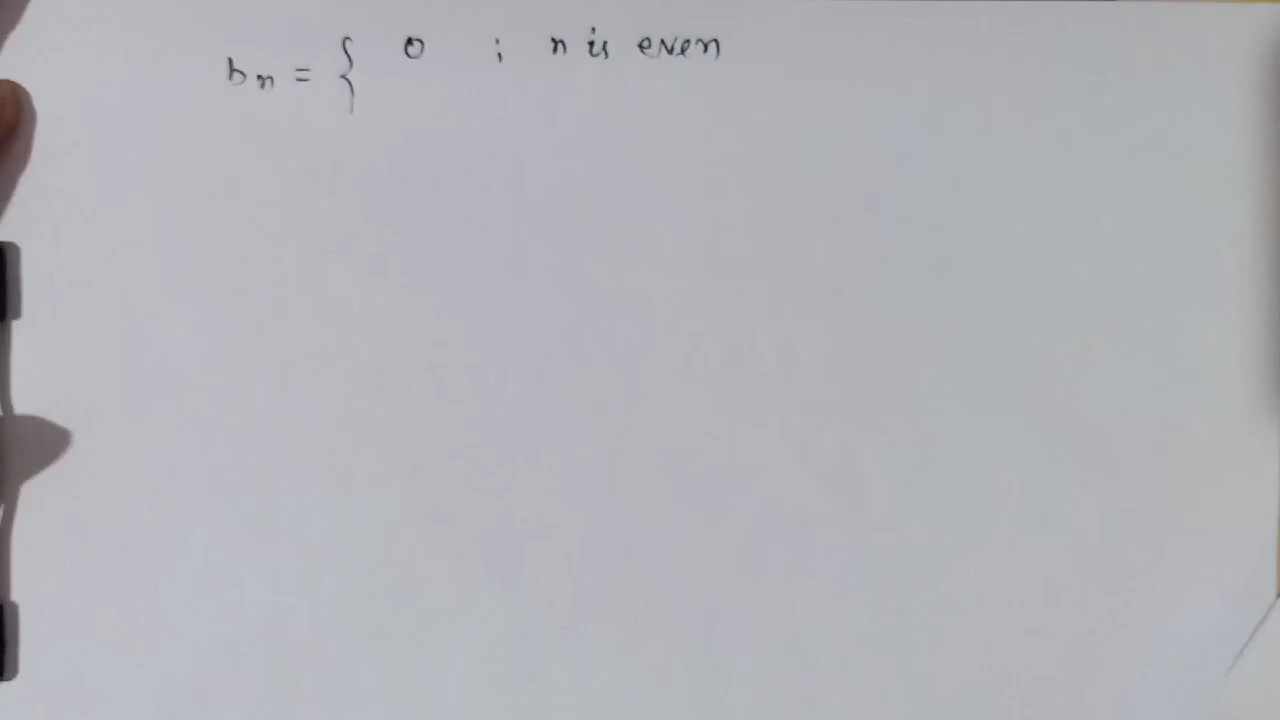 bn = { 0 ; n is even